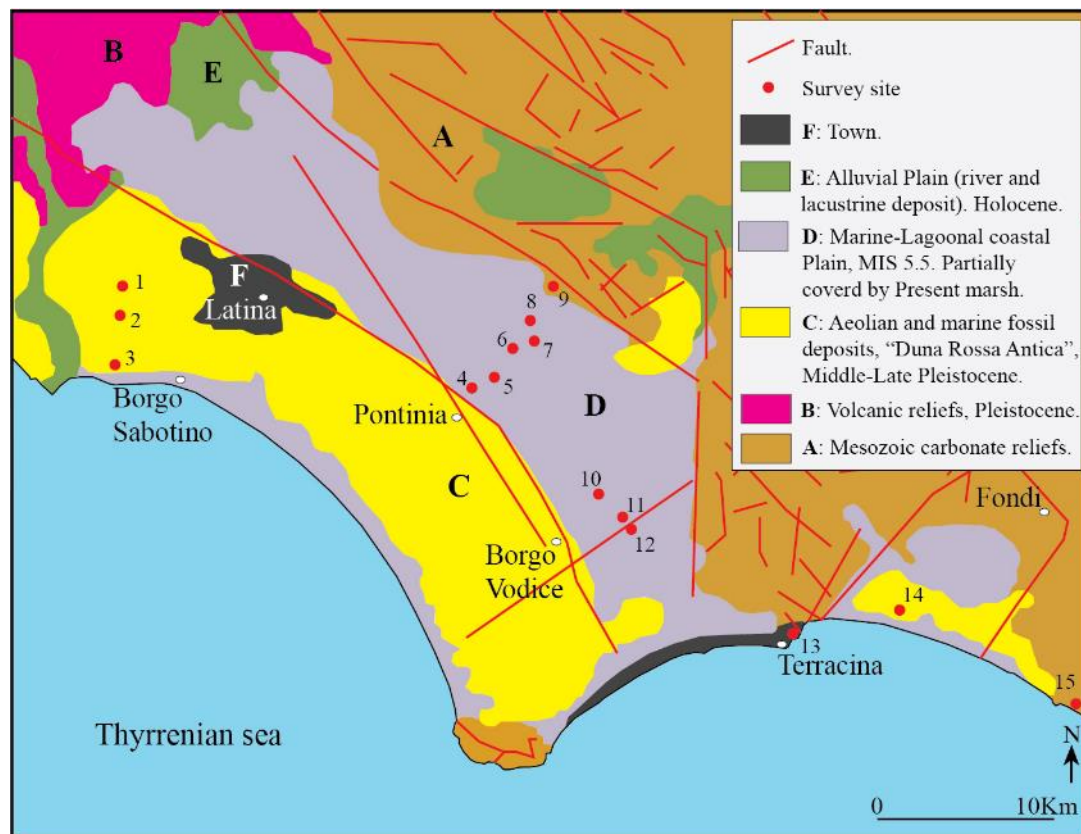 B
E
A
F
Latina
1
2
3
Borgo
Sabotino
4
5
6
7
8
9
Pontinia
D
C
10
11
12
Borgo
Vodice
Fondi
14
13
Terracina
15
Thyrrenian sea
N
0 10Km
Fault.
Survey site
F: Town.
E: Alluvial Plain (river and
lacustrine deposit). Holocene.
D: Marine-Lagoonal coastal
Plain, MIS 5.5. Partially
coverd by Present marsh.
C: Aeolian and marine fossil
deposits, “Duna Rossa Antica”,
Middle-Late Pleistocene.
B: Volcanic reliefs, Pleistocene.
A: Mesozoic carbonate reliefs.